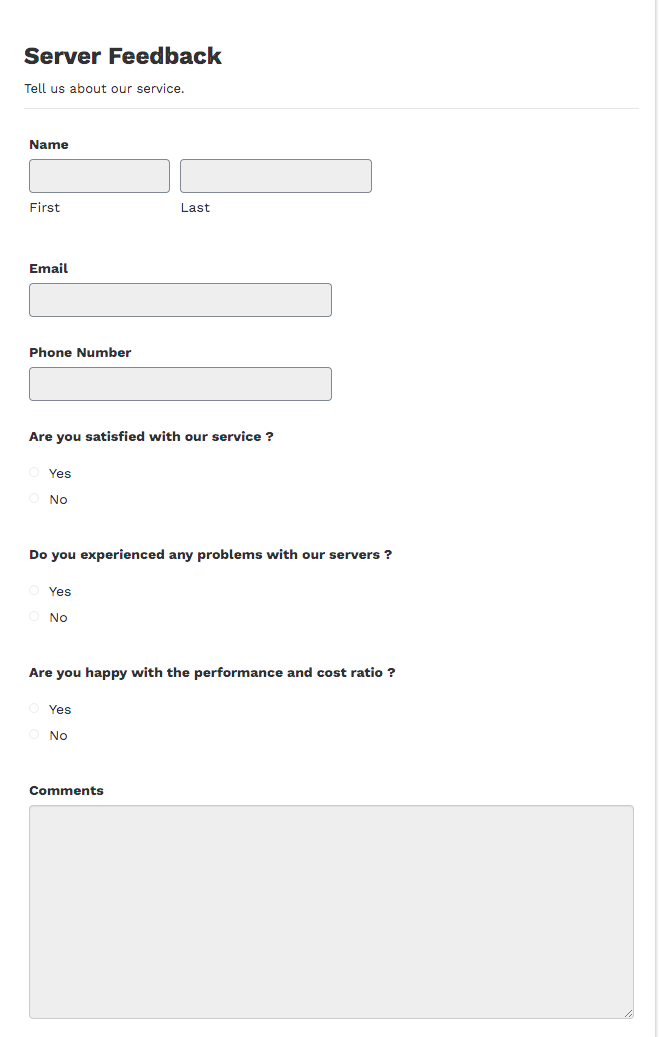 Server Feedback
Tell us about our service.
Name
First Last
Email
Phone Number
Are you satisfied with our service ?
Yes
No
Do you experienced any problems with our servers ?
Yes
No
Are you happy with the performance and cost ratio ?
Yes
No
Comments